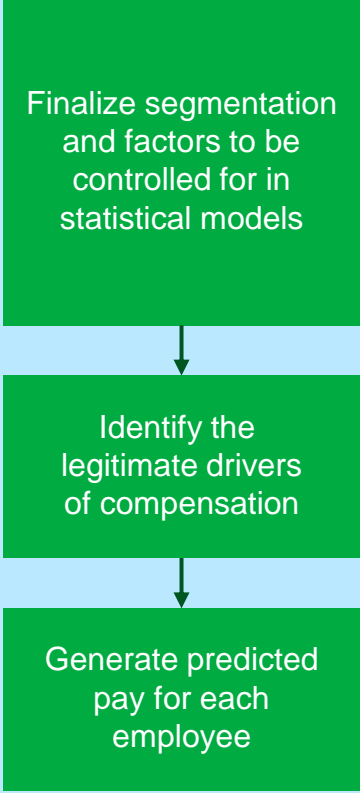 Finalize segmentation
and factors to be
controlled for in
statistical models
Identify the
legitimate drivers
of compensation
Generate predicted
pay for each
employee